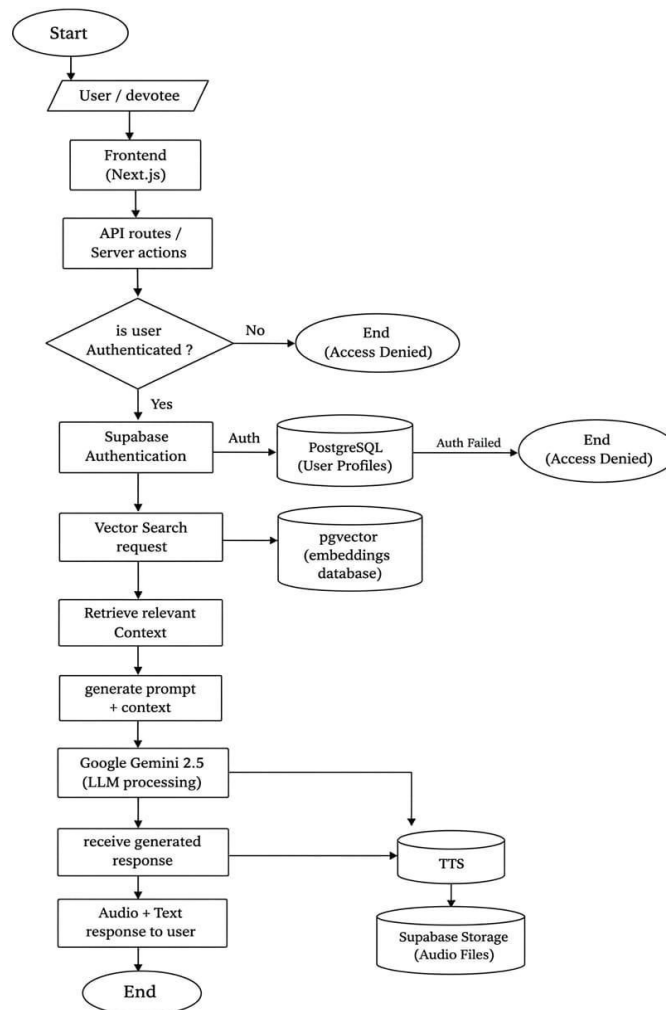 Start
User / devotee
Frontend
(Next.js)
API routes /
Server actions
is user
Authenticated ?
No
End
(Access Denied)
Yes
Supabase
Authentication
Auth
PostgreSQL
(User Profiles)
Auth Failed
End
(Access Denied)
Vector Search
request
pgvector
(embeddings
database)
Retrieve relevant
Context
generate prompt
+ context
Google Gemini 2.5
(LLM processing)
receive generated
response
TTS
Audio + Text
response to user
Supabase Storage
(Audio Files)
End